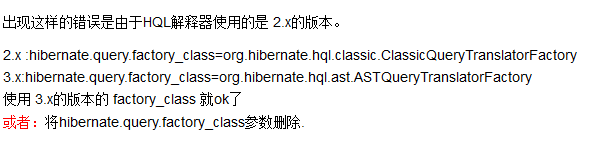 出现这样的错误是由于HQL解释器使用的是 2.x的版本。
2.x :hibernate.query.factory_class=org.hibernate.hql.classic.ClassicQueryTranslatorFactory
3.x:hibernate.query.factory_class=org.hibernate.hql.ast.ASTQueryTranslatorFactory
使用 3.x的版本的 factory_class 就ok了
或者：将hibernate.query.factory_class参数删除.